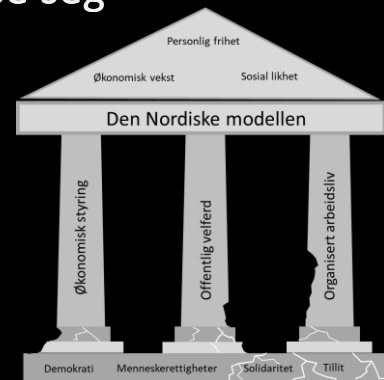 Personlig frihet
Økonomisk vekst Sosial likhet
Den Nordiske modellen
Økonomisk styring
Offentlig velferd
Organisert arbeidsliv
Demokrati Menneskerettigheter Solidaritet Tillit